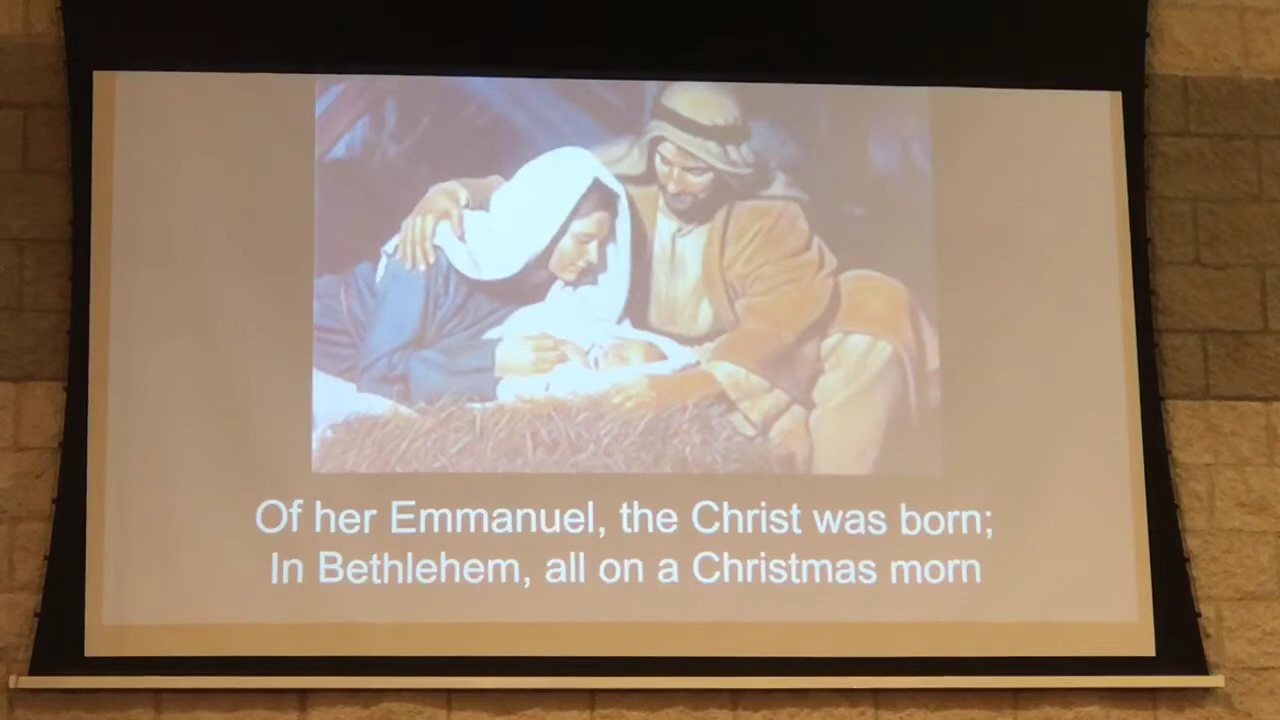 Of her Emmanuel, the Christ was born;
In Bethlehem, all on a Christmas morn